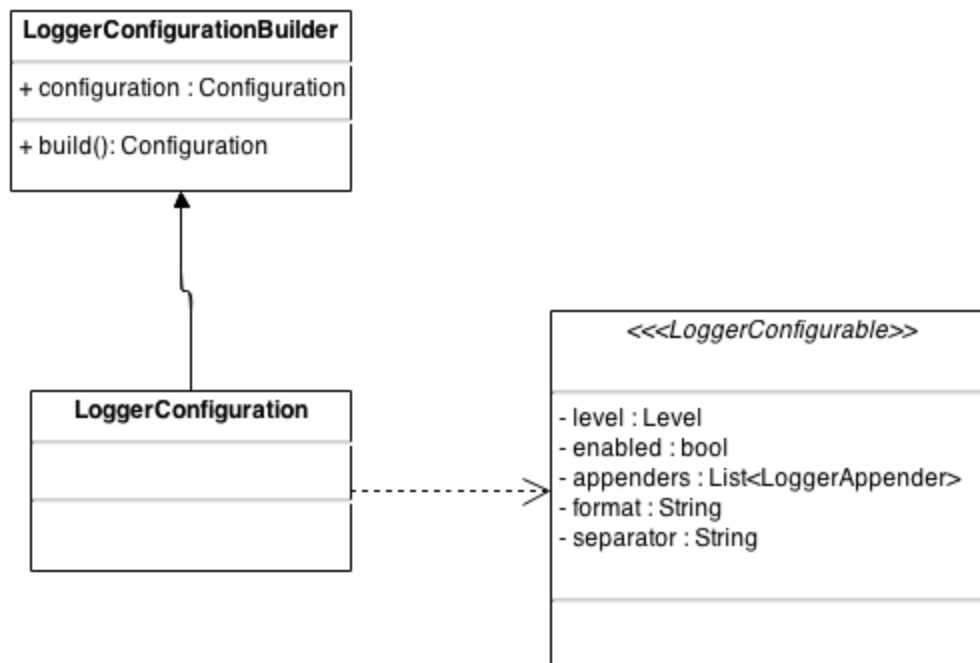 LoggerConfigurationBuilder
+ configuration : Configuration
+ build(): Configuration
<<<LoggerConfigurable>>
LoggerConfiguration
- level : Level
- enabled : bool
- appenders : List<LoggerAppender>
- format : String
- separator : String